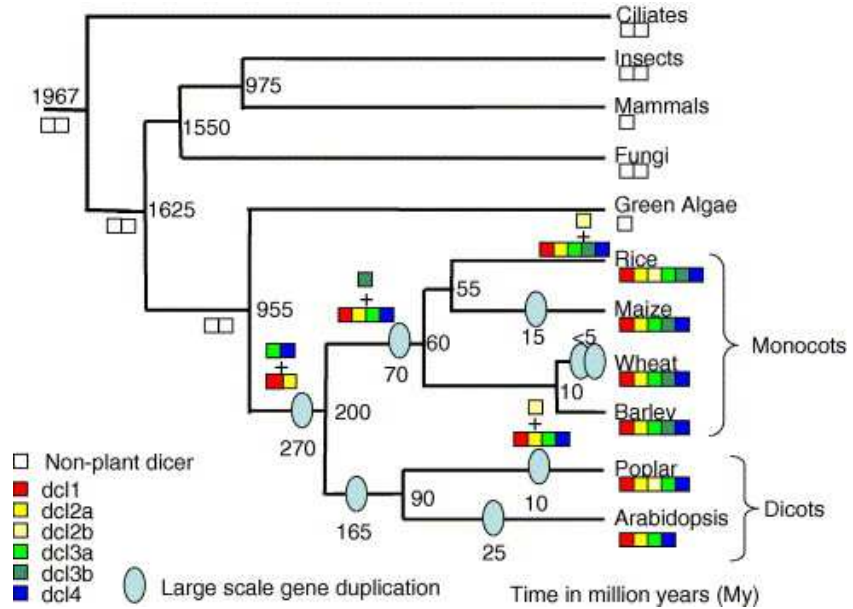 Ciliates
Insects
975
Mammals
1967
1550
Fungi
1625
Green Algae
+
Rice
55
+
955
Maize
15
<5
60
Monocots
70
Wheat
+
10
Barley
200
+
270
Non-plant dicer
Poplar
dcl1
90
10
Dicots
dcl2a
Arabidopsis
dcl2b
165
25
dcl3a
dcl3b
dcl4
Large scale gene duplication
Time in million years (My)